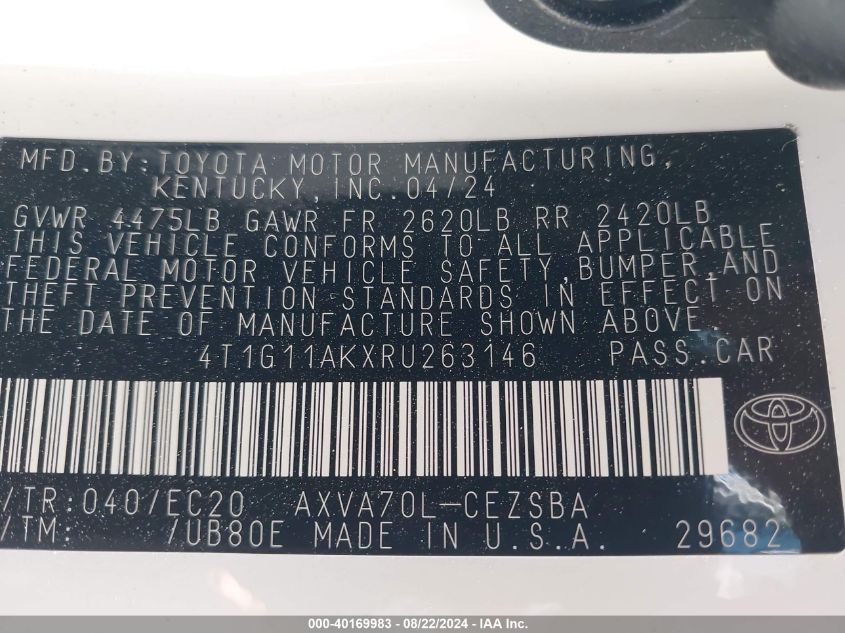 MFD.BY:TOYOTA MOTOR MANUFACTURING,
KENTUCKY,INC.04/24
GVWR 4475LB GAWR FR 2620LB RR 2420LB
THIS VEHICLE CONFORMS TO ALL APPLICABLE
FEDERAL MOTOR VEHICLE SAFETY,BUMPER,AND
THEFT PREVENTION STANDARDS IN EFFECT ON
THE DATE OF MANUFACTURE SHOWN ABOVE.
4T1G11AKXRU263146 PASS.CAR
/TR:040/EC20 AXVA70L-CEZSBA
/TM: /UB80E MADE IN U.S.A. 29682
000-40169983 - 08/22/2024 - IAAI - Copart, Inc.